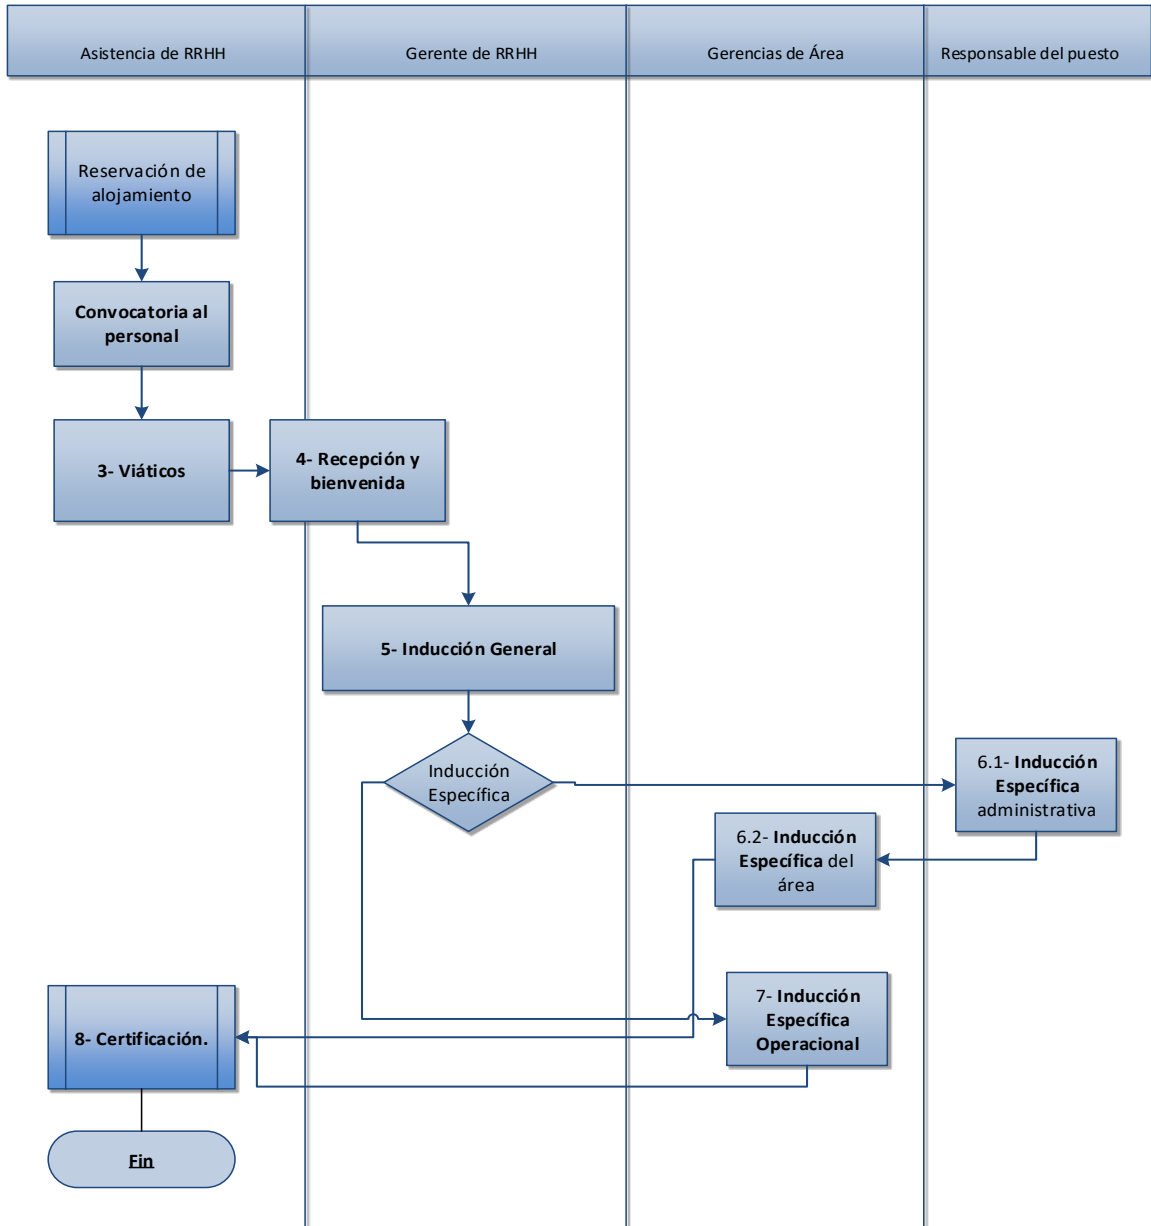 Asistencia de RRHH
Gerente de RRHH
Gerencias de Área
Responsable del puesto
Reservación de
alojamiento
Convocatoria al
personal
3- Viáticos
4- Recepción y
bienvenida
5- Inducción General
Inducción
Específica
6.1- Inducción
Específica
administrativa
6.2- Inducción
Específica del
área
7- Inducción
Específica
Operacional
8- Certificación.
Fin